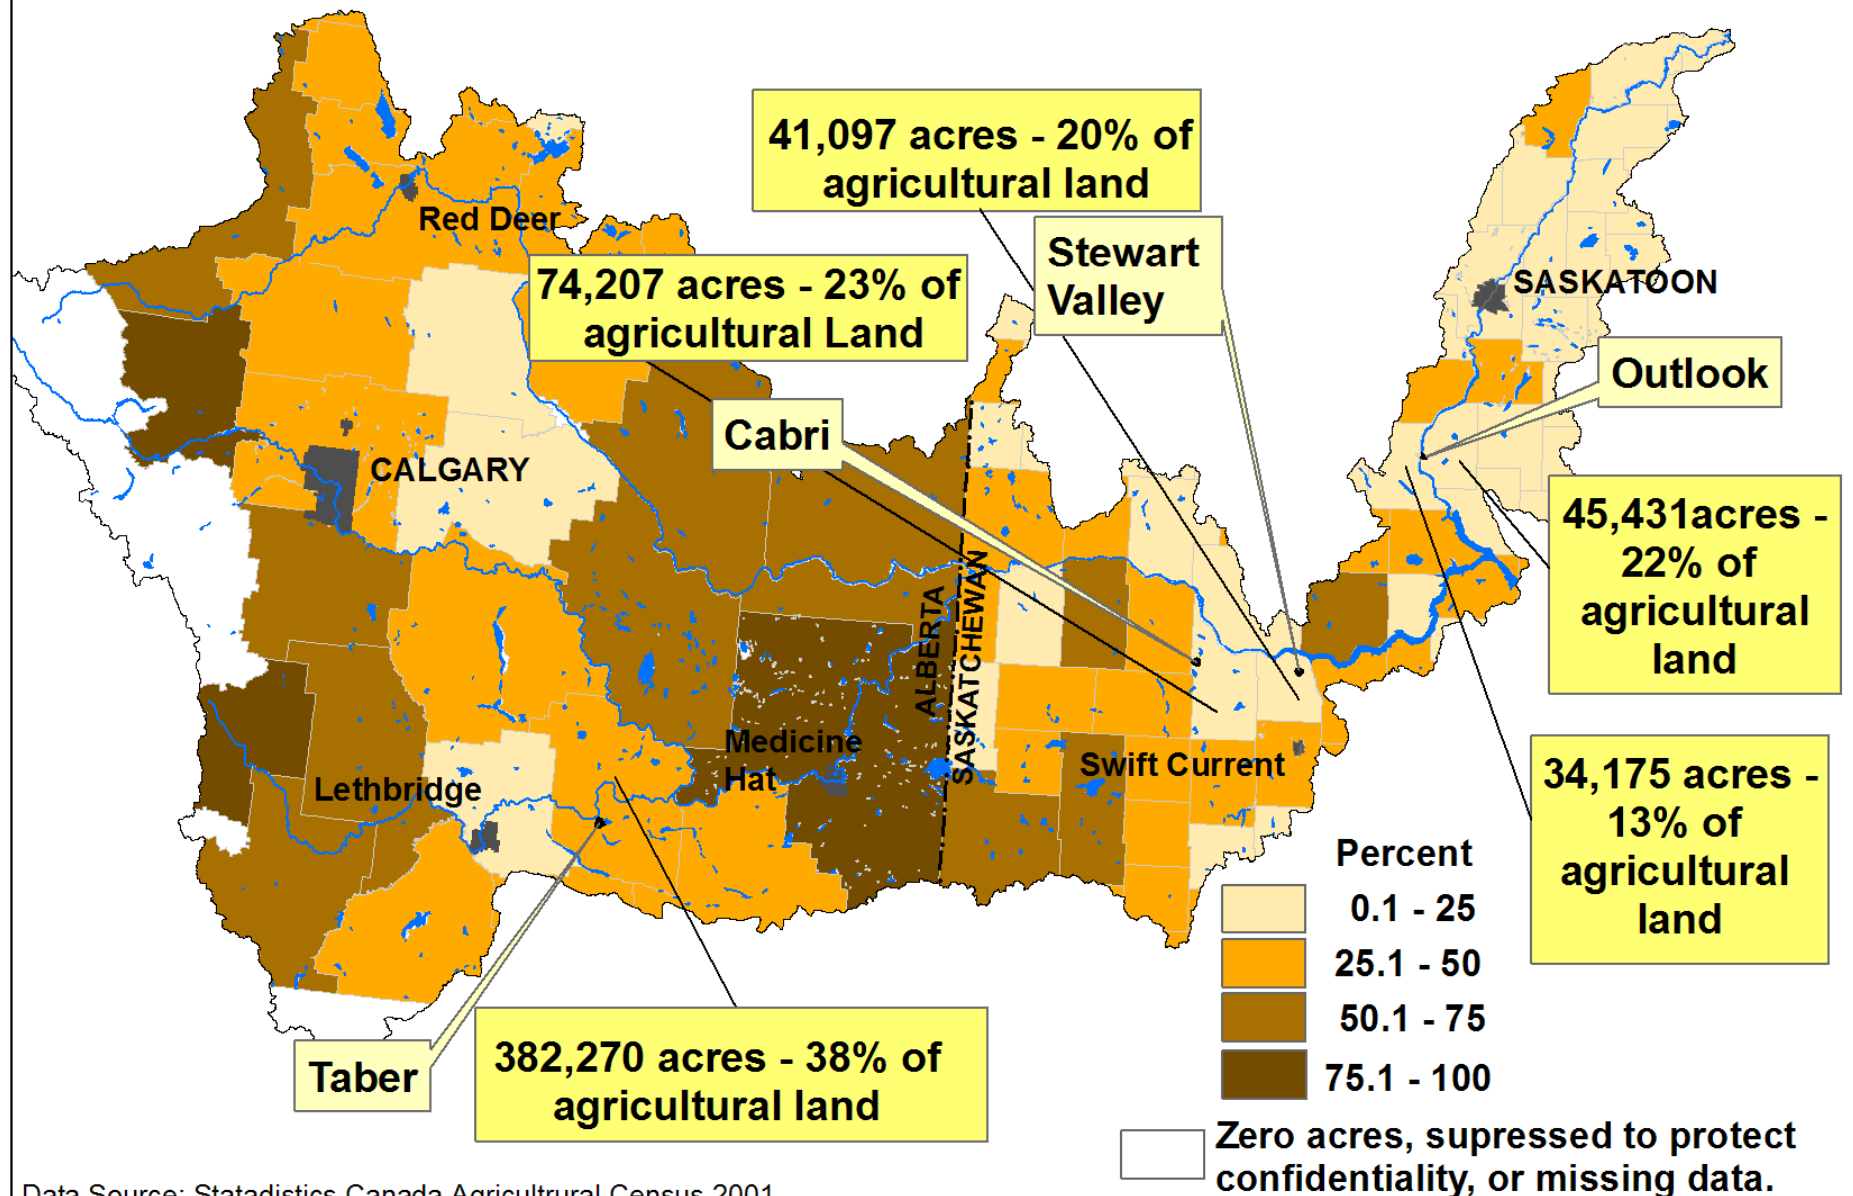 41,097 acres - 20% of
agricultural land
Red Deer
Stewart
Valley
74,207 acres - 23% of
agricultural Land
SASKATOON
Outlook
Cabri
CALGARY
45,431acres -
22% of
agricultural
land
ALBERTA
SASKATCHEWAN
Medicine
Hat
Swift Current
Lethbridge
34,175 acres -
13% of
agricultural
land
Taber
382,270 acres - 38% of
agricultural land
Percent
0.1 - 25
25.1 - 50
50.1 - 75
75.1 - 100
Zero acres, supressed to protect
confidentiality, or missing data.
Data Source: Statadistics Canada Agricultrural Census 2001